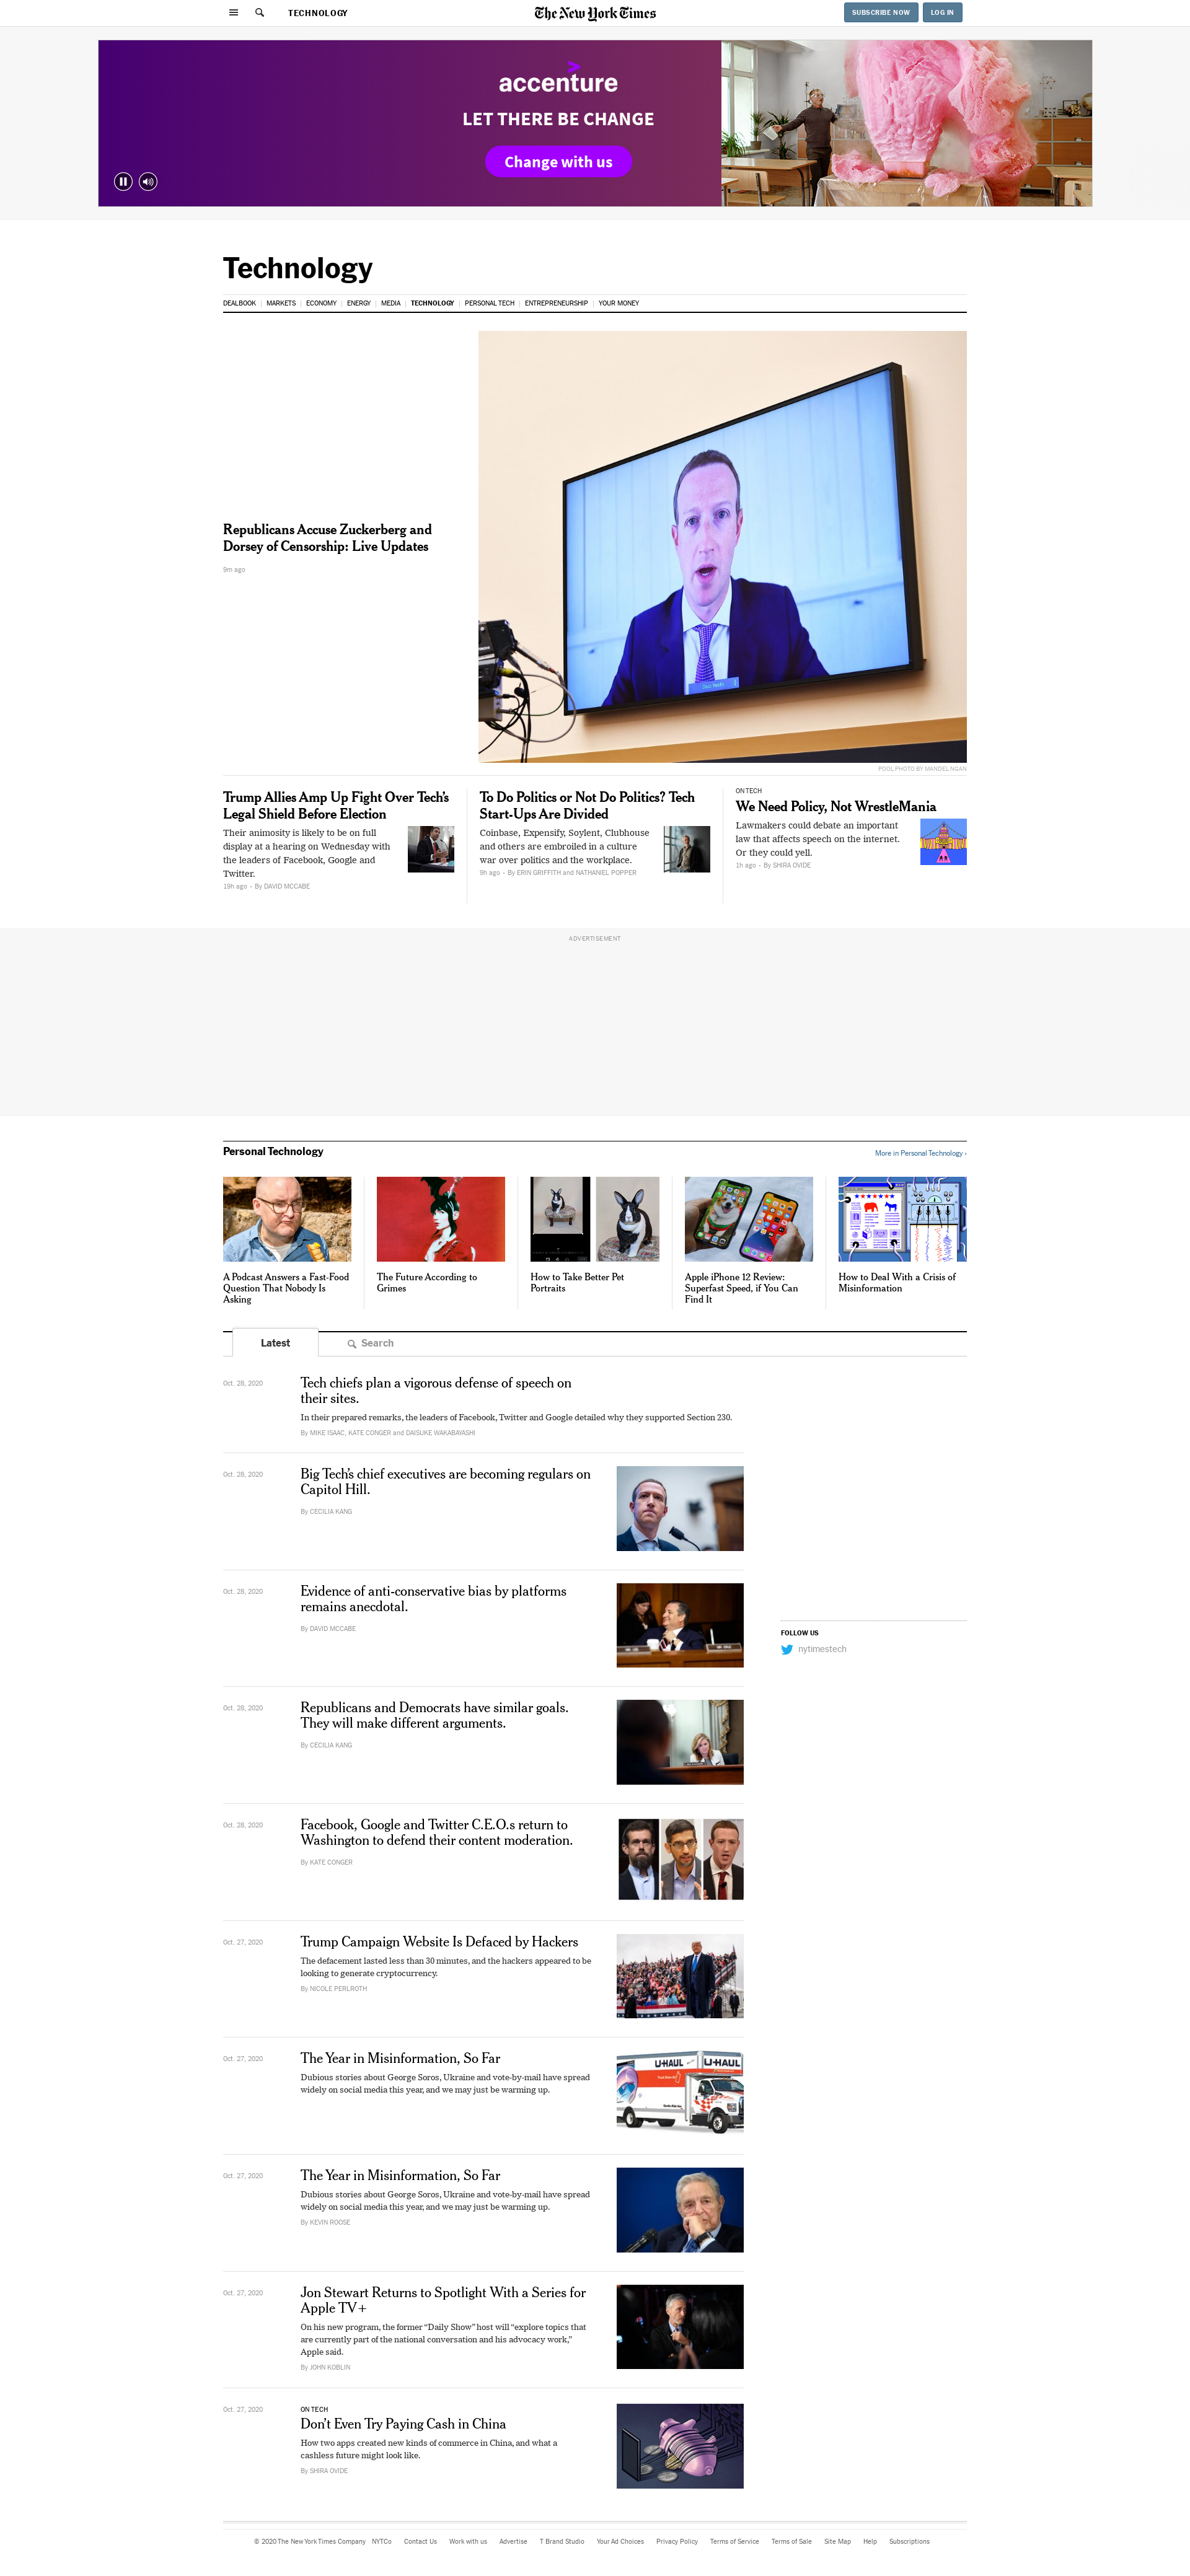 TECHNOLOGY
The New York Times
SUBSCRIBE NOW
LOG IN
accenture
LET THERE BE CHANGE
Change with us
Technology
DEALBOOK
MARKETS
ECONOMY
ENERGY
MEDIA
TECHNOLOGY
PERSONAL TECH
ENTREPRENEURSHIP
YOUR MONEY
Republicans Accuse Zuckerberg and
Dorsey of Censorship: Live Updates
9m ago
POOL PHOTO BY MANDEL NGAN
Trump Allies Amp Up Fight Over Tech's
Legal Shield Before Election
Their animosity is likely to be on full
display at a hearing on Wednesday with
the leaders of Facebook, Google and
Twitter.
19h ago • By DAVID MCCABE
To Do Politics or Not Do Politics? Tech
Start-Ups Are Divided
Coinbase, Expensify, Soylent, Clubhouse
and others are embroiled in a culture
war over politics and the workplace.
9h ago • By ERIN GRIFFITH and NATHANIEL POPPER
ON TECH
We Need Policy, Not WrestleMania
Lawmakers could debate an important
law that affects speech on the internet.
Or they could yell.
1h ago • By SHIRA OVIDE
ADVERTISEMENT
Personal Technology
More in Personal Technology ›
A Podcast Answers a Fast-Food
Question That Nobody Is
Asking
The Future According to
Grimes
How to Take Better Pet
Portraits
Apple iPhone 12 Review:
Superfast Speed, if You Can
Find It
How to Deal With a Crisis of
Misinformation
Latest
Search
Oct. 28, 2020
Tech chiefs plan a vigorous defense of speech on
their sites.
In their prepared remarks, the leaders of Facebook, Twitter and Google detailed why they supported Section 230.
By MIKE ISAAC, KATE CONGER and DAISUKE WAKABAYASHI
Oct. 28, 2020
Big Tech's chief executives are becoming regulars on
Capitol Hill.
By CECILIA KANG
Oct. 28, 2020
Evidence of anti-conservative bias by platforms
remains anecdotal.
By DAVID MCCABE
FOLLOW US
nytimestech
Oct. 28, 2020
Republicans and Democrats have similar goals.
They will make different arguments.
By CECILIA KANG
Oct. 28, 2020
Facebook, Google and Twitter C.E.O.s return to
Washington to defend their content moderation.
By KATE CONGER
Oct. 27, 2020
Trump Campaign Website Is Defaced by Hackers
The defacement lasted less than 30 minutes, and the hackers appeared to be
looking to generate cryptocurrency.
By NICOLE PERLROTH
Oct. 27, 2020
The Year in Misinformation, So Far
Dubious stories about George Soros, Ukraine and vote-by-mail have spread
widely on social media this year, and we may just be warming up.
U-HAUL
U-HAUL
Oct. 27, 2020
The Year in Misinformation, So Far
Dubious stories about George Soros, Ukraine and vote-by-mail have spread
widely on social media this year, and we may just be warming up.
By KEVIN ROOSE
Oct. 27, 2020
Jon Stewart Returns to Spotlight With a Series for
Apple TV+
On his new program, the former “Daily Show” host will “explore topics that
are currently part of the national conversation and his advocacy work,”
Apple said.
By JOHN KOBLIN
Oct. 27, 2020
ON TECH
Don't Even Try Paying Cash in China
How two apps created new kinds of commerce in China, and what a
cashless future might look like.
By SHIRA OVIDE
© 2020 The New York Times Company
NYTCo
Contact Us
Work with us
Advertise
T Brand Studio
Your Ad Choices
Privacy Policy
Terms of Service
Terms of Sale
Site Map
Help
Subscriptions